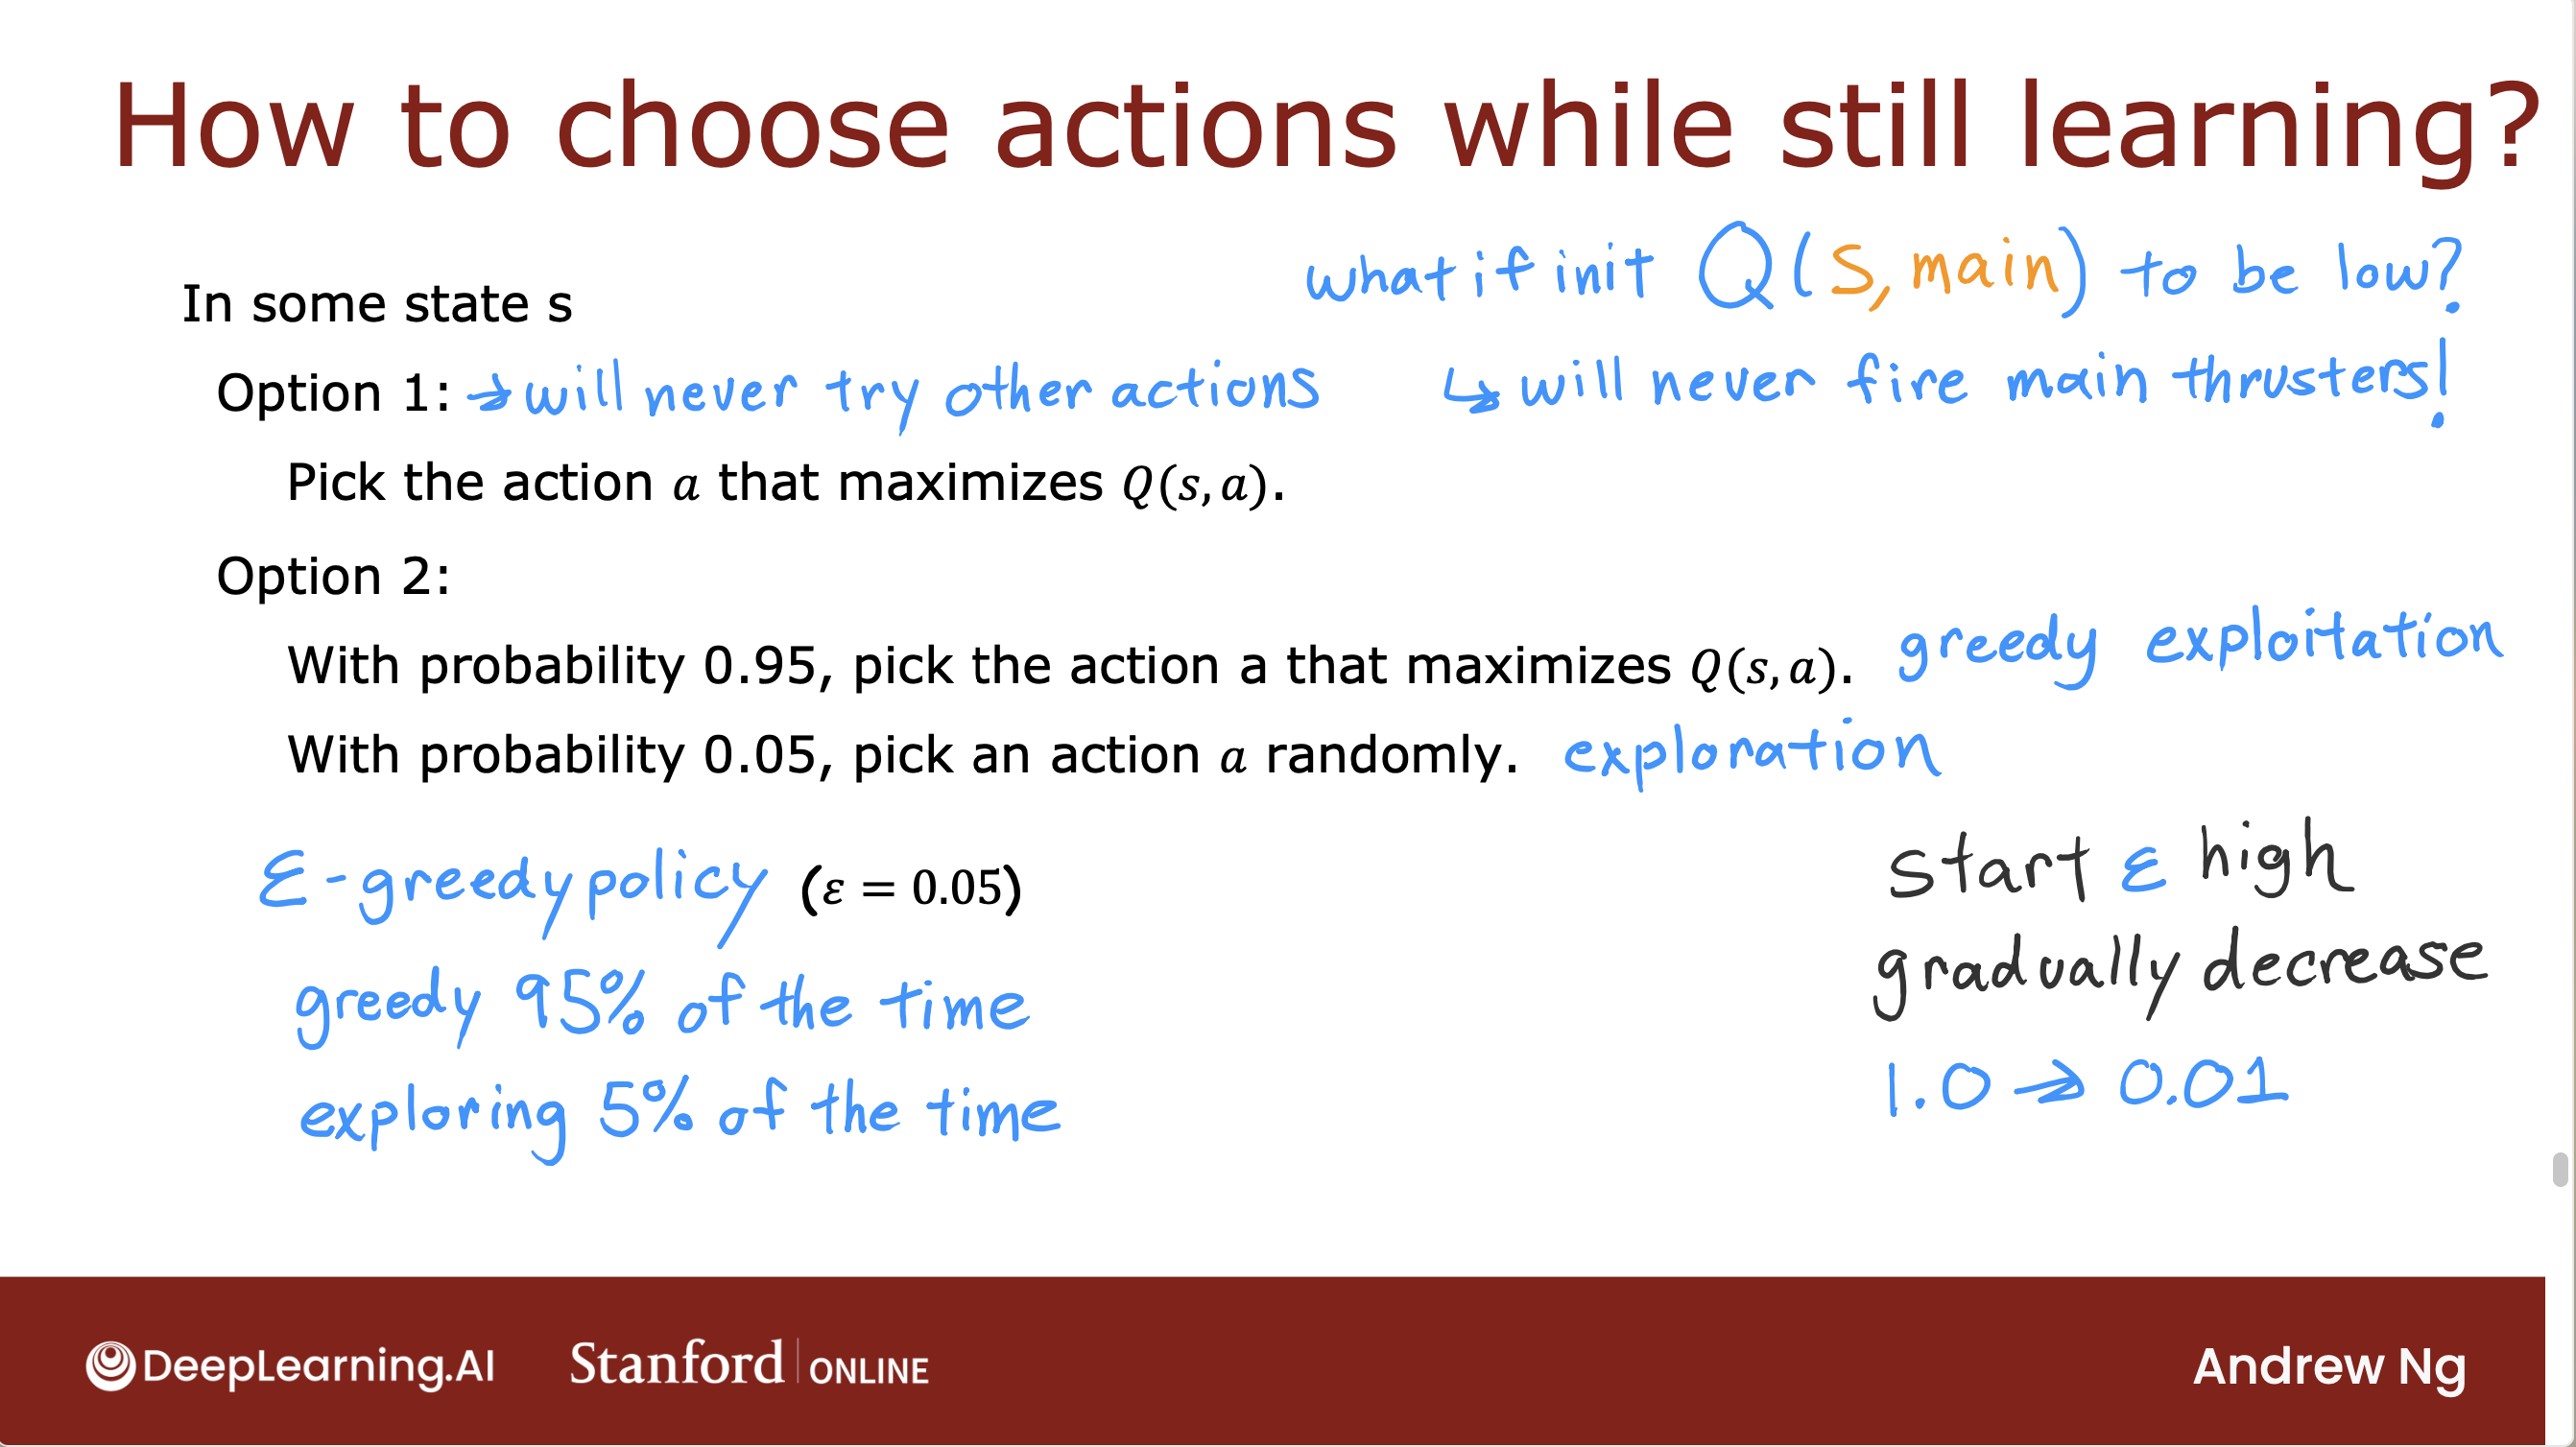 How to choose actions while still learning?
what if init Q(s, main) to be low?
In some state s
Option 1: → will never try other actions
↳ will never fire main thrusters!
Pick the action a that maximizes Q(s, a).
Option 2:
With probability 0.95, pick the action a that maximizes Q(s, a). greedy exploitation
With probability 0.05, pick an action a randomly. exploration
ε-greedy policy (ε = 0.05)
greedy 95% of the time
exploring 5% of the time
start ε high
gradually decrease
1.0 → 0.01
DeepLearning.AI
Stanford | ONLINE
Andrew Ng